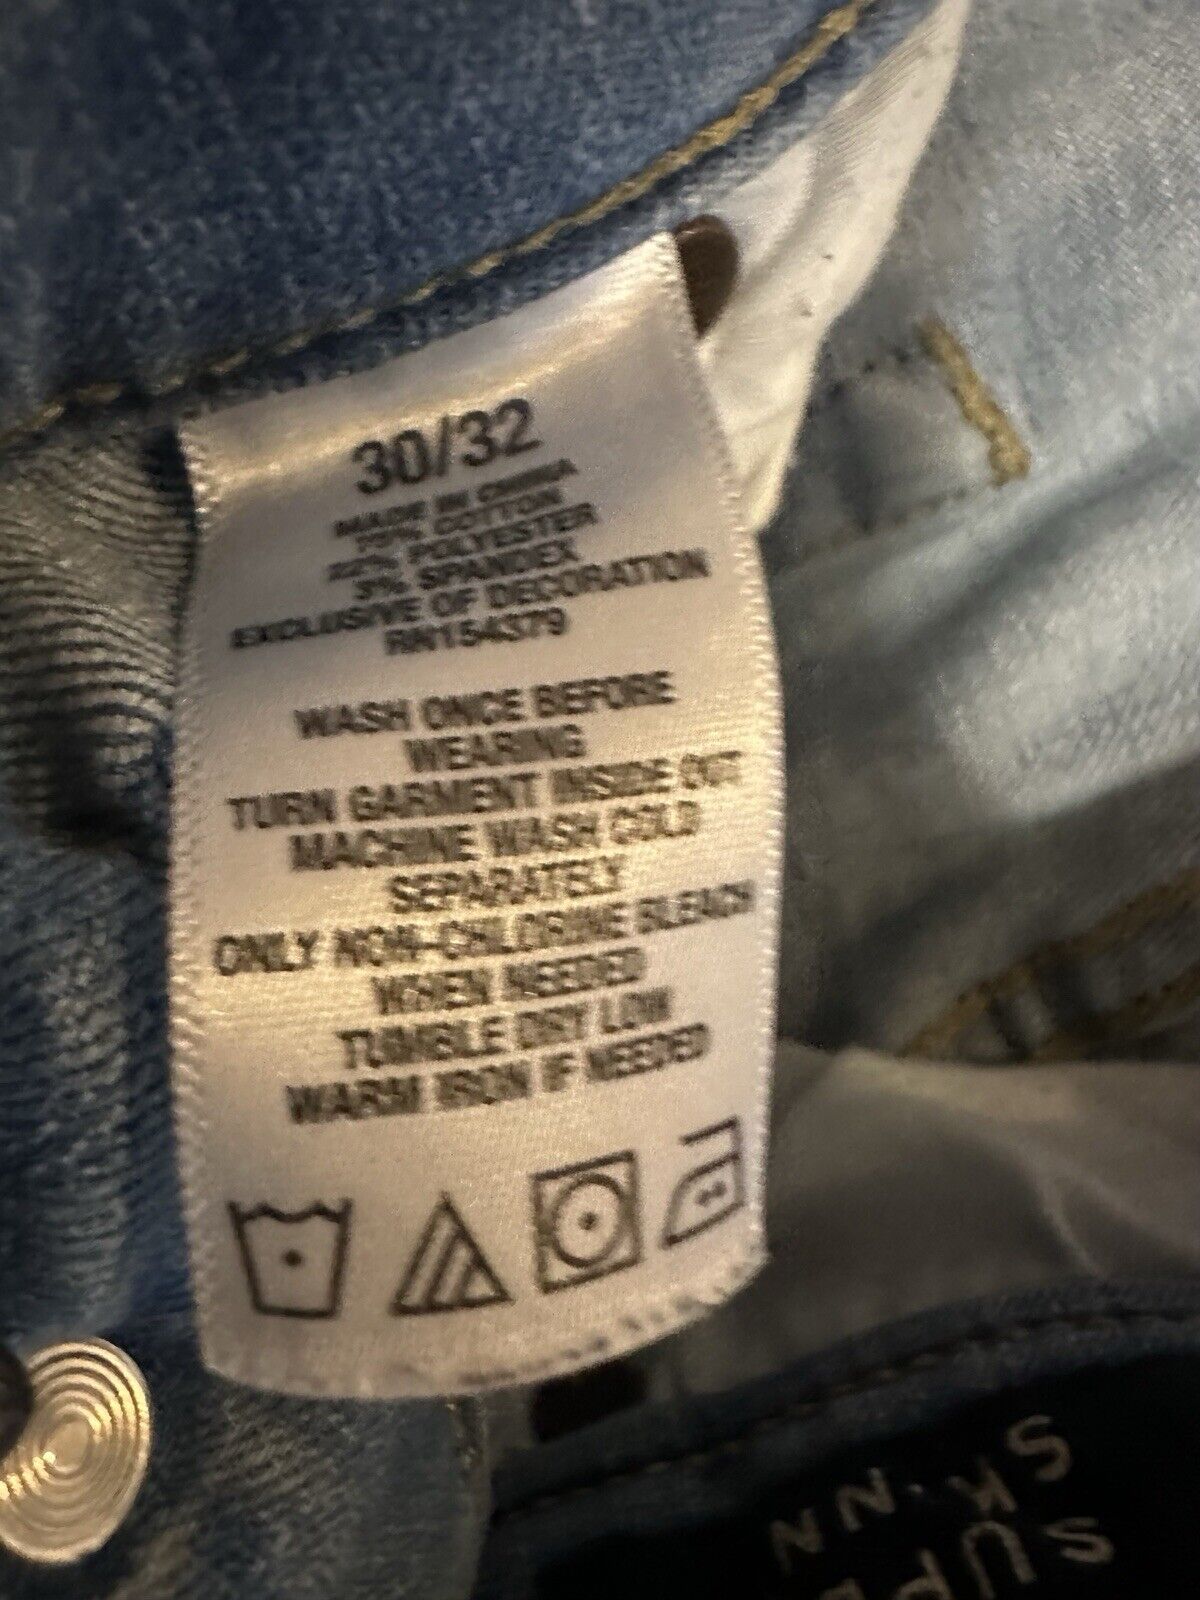 30/32
MADE IN CHINA
75% COTTON
22% POLYESTER
3% SPANDEX
EXCLUSIVE OF DECORATION
RN154379
WASH ONCE BEFORE
WEARING
TURN GARMENT INSIDE OUT
MACHINE WASH COLD
SEPARATELY
ONLY NON-CHLORINE BLEACH
WHEN NEEDED
TUMBLE DRY LOW
WARM IRON IF NEEDED